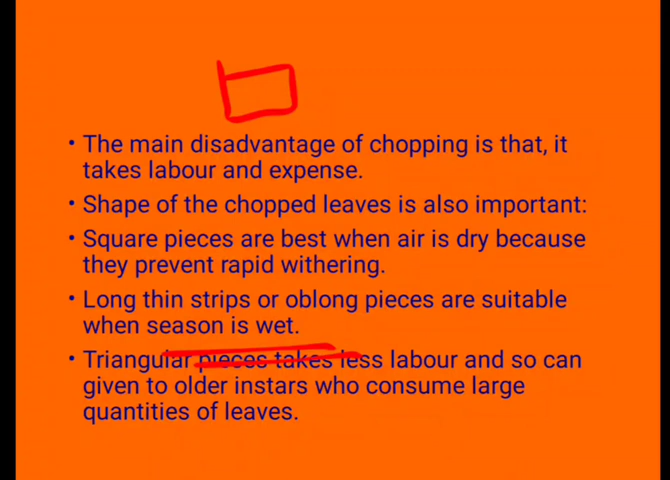 • The main disadvantage of chopping is that, it
takes labour and expense.
• Shape of the chopped leaves is also important:
• Square pieces are best when air is dry because
they prevent rapid withering.
• Long thin strips or oblong pieces are suitable
when season is wet.
• Triangular pieces takes less labour and so can
given to older instars who consume large
quantities of leaves.